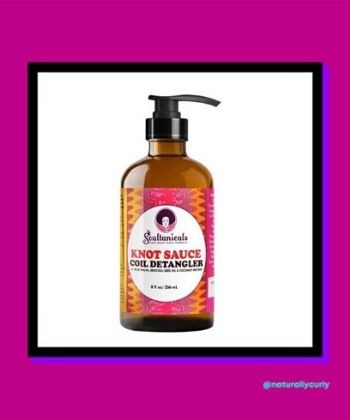 Soultanicals
KNOT SAUCE
COIL DETANGLER
8 fl oz/ 236 mL
@naturallycurly